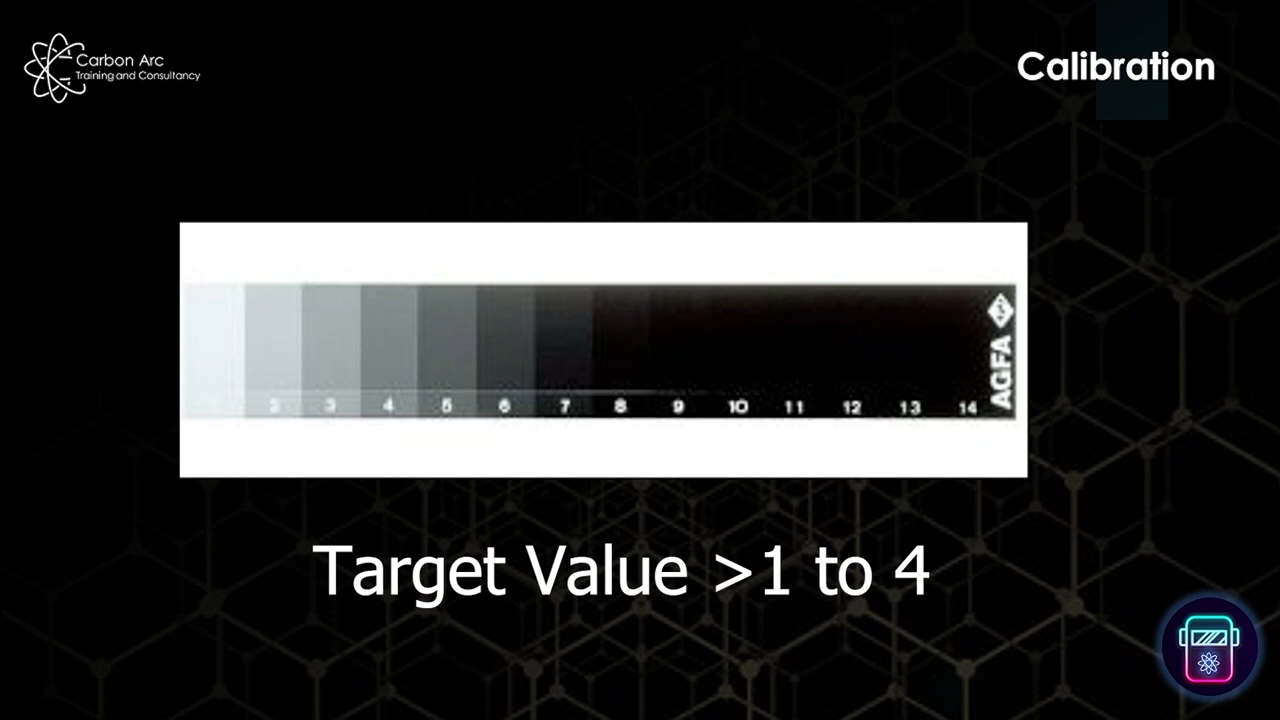 Carbon Arc
Training and Consultancy
Calibration
2 3 4 5 6 7 8 9 10 11 12 13 14
AGFA
Target Value >1 to 4